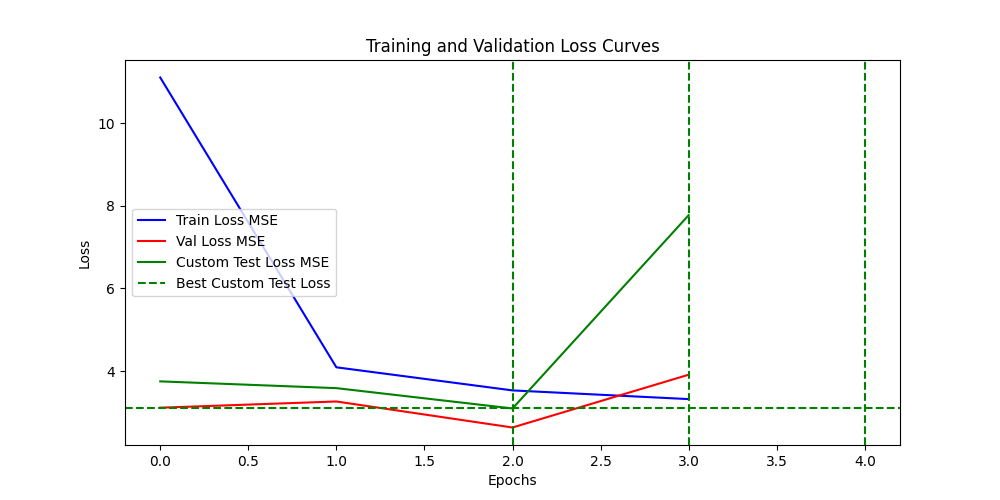 Training and Validation Loss Curves
10
8
6
4
Loss
Train Loss MSE
Val Loss MSE
Custom Test Loss MSE
Best Custom Test Loss
0.0 0.5 1.0 1.5 2.0 2.5 3.0 3.5 4.0
Epochs